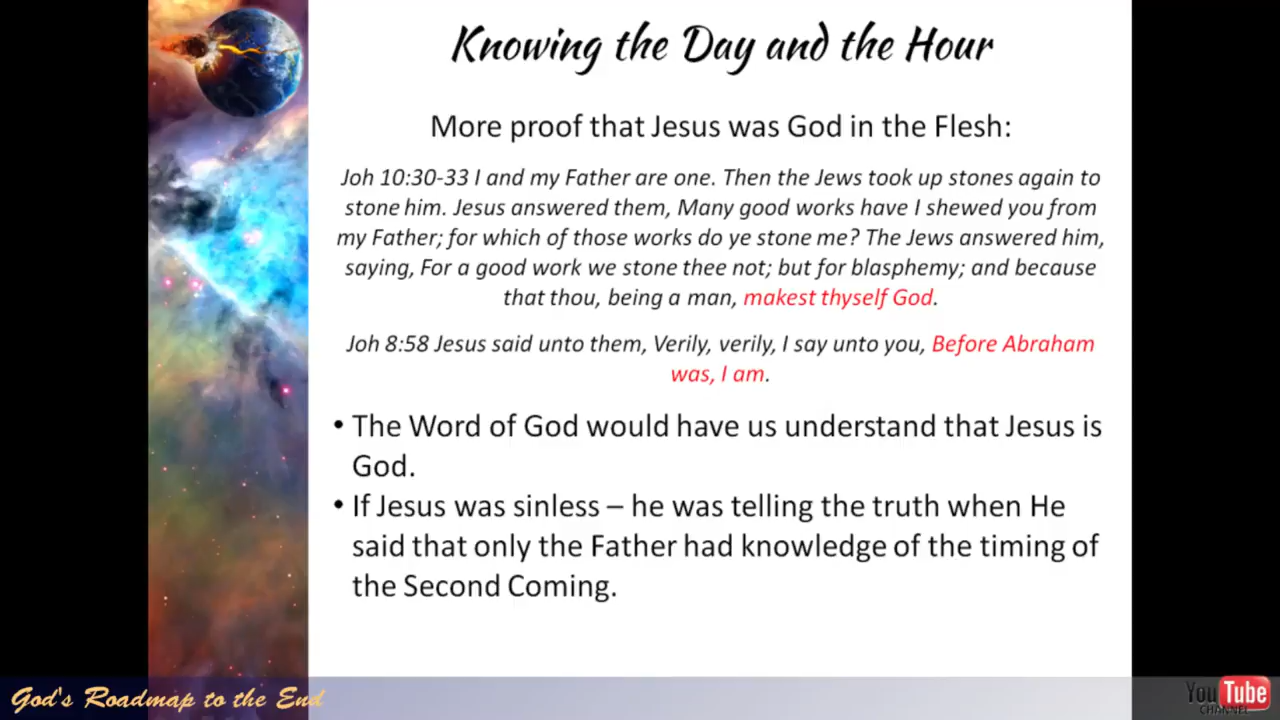 Knowing the Day and the Hour
More proof that Jesus was God in the Flesh:
Joh 10:30-33 I and my Father are one. Then the Jews took up stones again to
stone him. Jesus answered them, Many good works have I shewed you from
my Father; for which of those works do ye stone me? The Jews answered him,
saying, For a good work we stone thee not; but for blasphemy; and because
that thou, being a man, makest thyself God.
Joh 8:58 Jesus said unto them, Verily, verily, I say unto you, Before Abraham
was, I am.
• The Word of God would have us understand that Jesus is
God.
• If Jesus was sinless – he was telling the truth when He
said that only the Father had knowledge of the timing of
the Second Coming.
God's Roadmap to the End
YouTube
CHANNEL